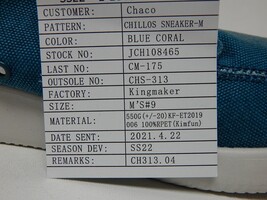 CUSTOMER: Chaco
PATTERN: CHILLOS SNEAKER-M
COLOR: BLUE CORAL
STOCK NO: JCH108465
LAST NO: CM-175
OUTSOLE NO: CHS-313
FACTORY: Kingmaker
SIZE: M'S#9
MATERIAL: 550G(+/-20)KF-ET2019
006 100%RPET(Kimfun)
DATE SENT: 2021.4.22
SEASON DEV: SS22
REMARKS: CH313.04